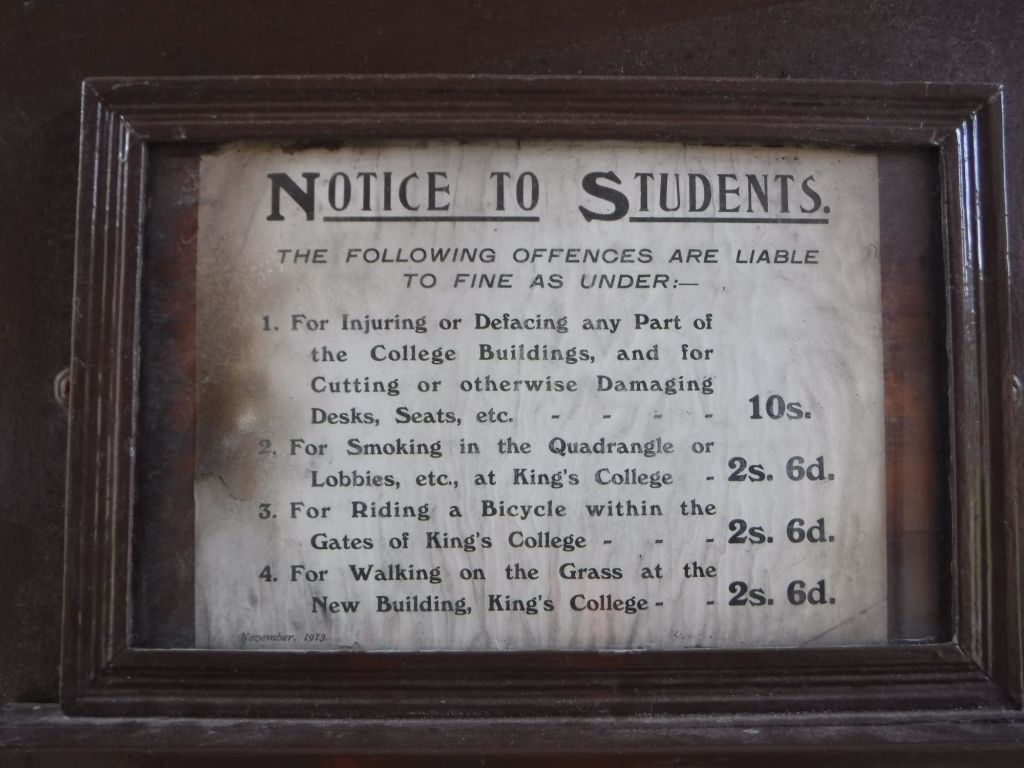 NOTICE TO STUDENTS.
THE FOLLOWING OFFENCES ARE LIABLE
TO FINE AS UNDER:—
1. For Injuring or Defacing any Part of
the College Buildings, and for
Cutting or otherwise Damaging
Desks, Seats, etc. - - - - 10s.
2. For Smoking in the Quadrangle or
Lobbies, etc., at King's College - 2s. 6d.
3. For Riding a Bicycle within the
Gates of King's College - - - 2s. 6d.
4. For Walking on the Grass at the
New Building, King's College - - 2s. 6d.
November, 1913